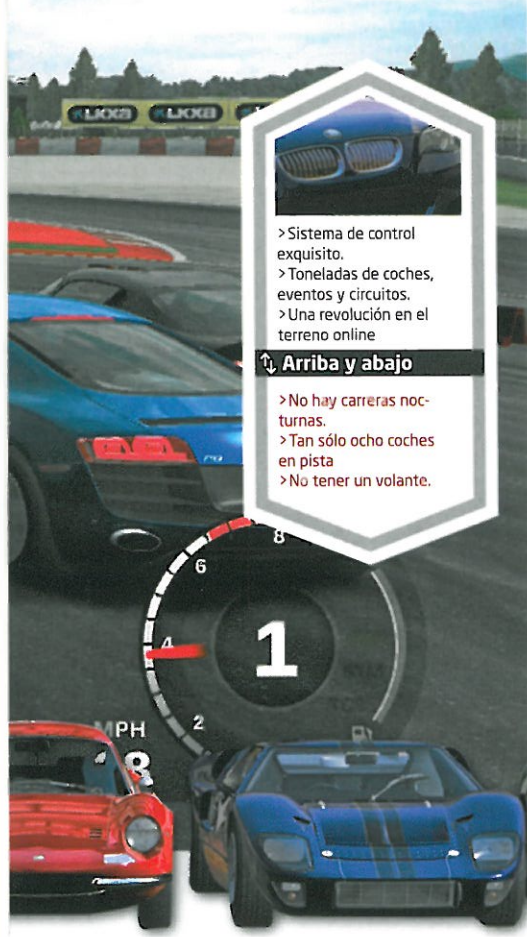 >Sistema de control
exquisito.
>Toneladas de coches,
eventos y circuitos.
>Una revolución en el
terreno online
Arriba y abajo
>No hay carreras noc-
turnas.
>Tan sólo ocho coches
en pista
>No tener un volante.
8
6
4
2
1
MPH